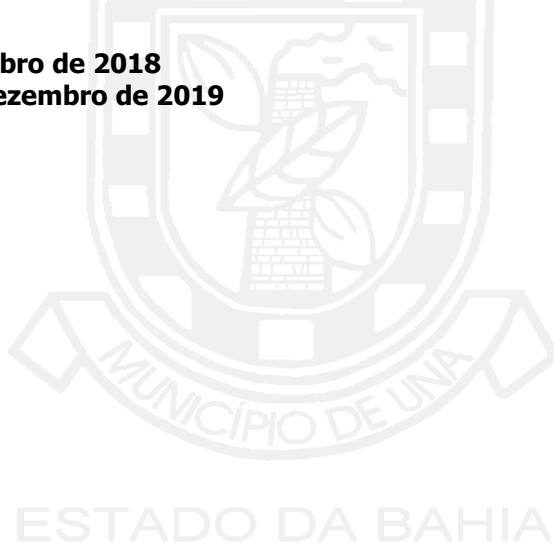 bro de 2018
ezembro de 2019
MUNICÍPIO DE UNA
ESTADO DA BAHIA